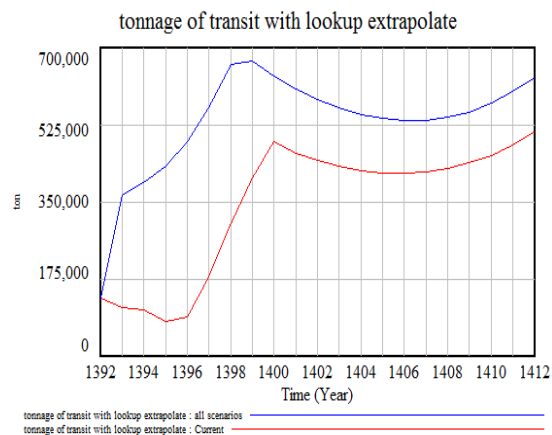 tonnage of transit with lookup extrapolate
700,000
525,000
350,000
175,000
0
ton
1392 1394 1396 1398 1400 1402 1404 1406 1408 1410 1412
Time (Year)
tonnage of transit with lookup extrapolate : all scenarios
tonnage of transit with lookup extrapolate : Current